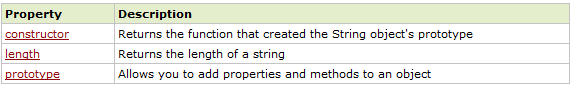 Property Description
constructor Returns the function that created the String object's prototype
length Returns the length of a string
prototype Allows you to add properties and methods to an object